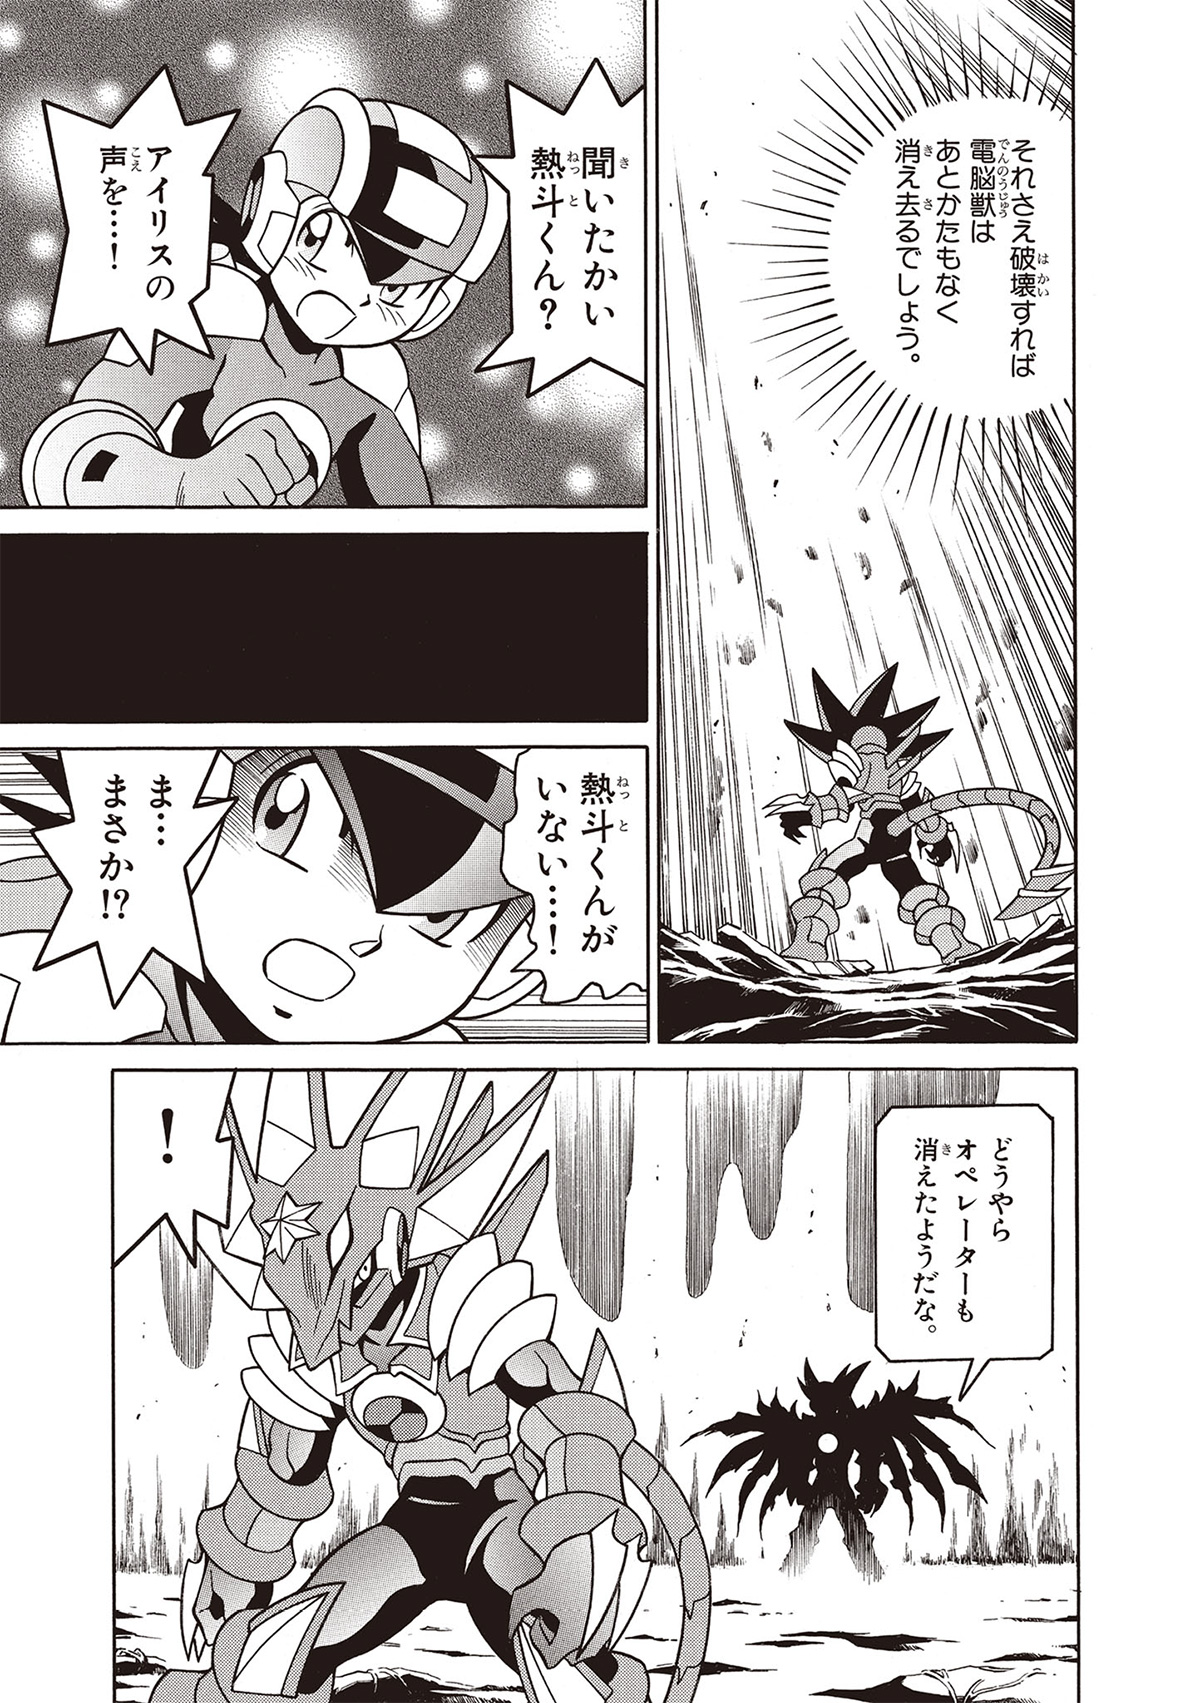 それさえ破壊すれば
電脳獣は
あとかたもなく
消え去るでしょう。
聞いたかい
熱斗くん?
アイリスの
声を…!
熱斗くんが
いない…!
ま…
まさか!?
どうやら
オペレーターも
消えたようだな。
!